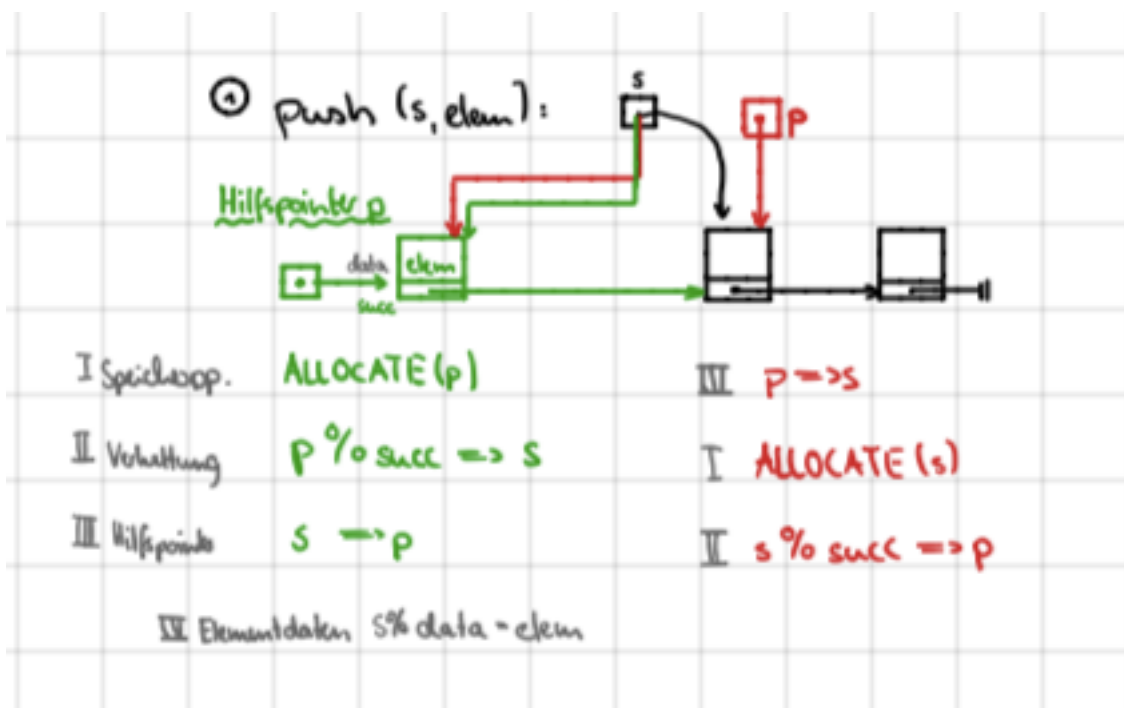 s
① push (s, elem):
p
Hilfspointer p
data
elem
succ
I Speicherop. ALLOCATE(p) III p => s
II Verkettung p % succ => s I ALLOCATE(s)
III Hilfspointer s => p II s % succ => p
IV Elementdaten s % data = elem